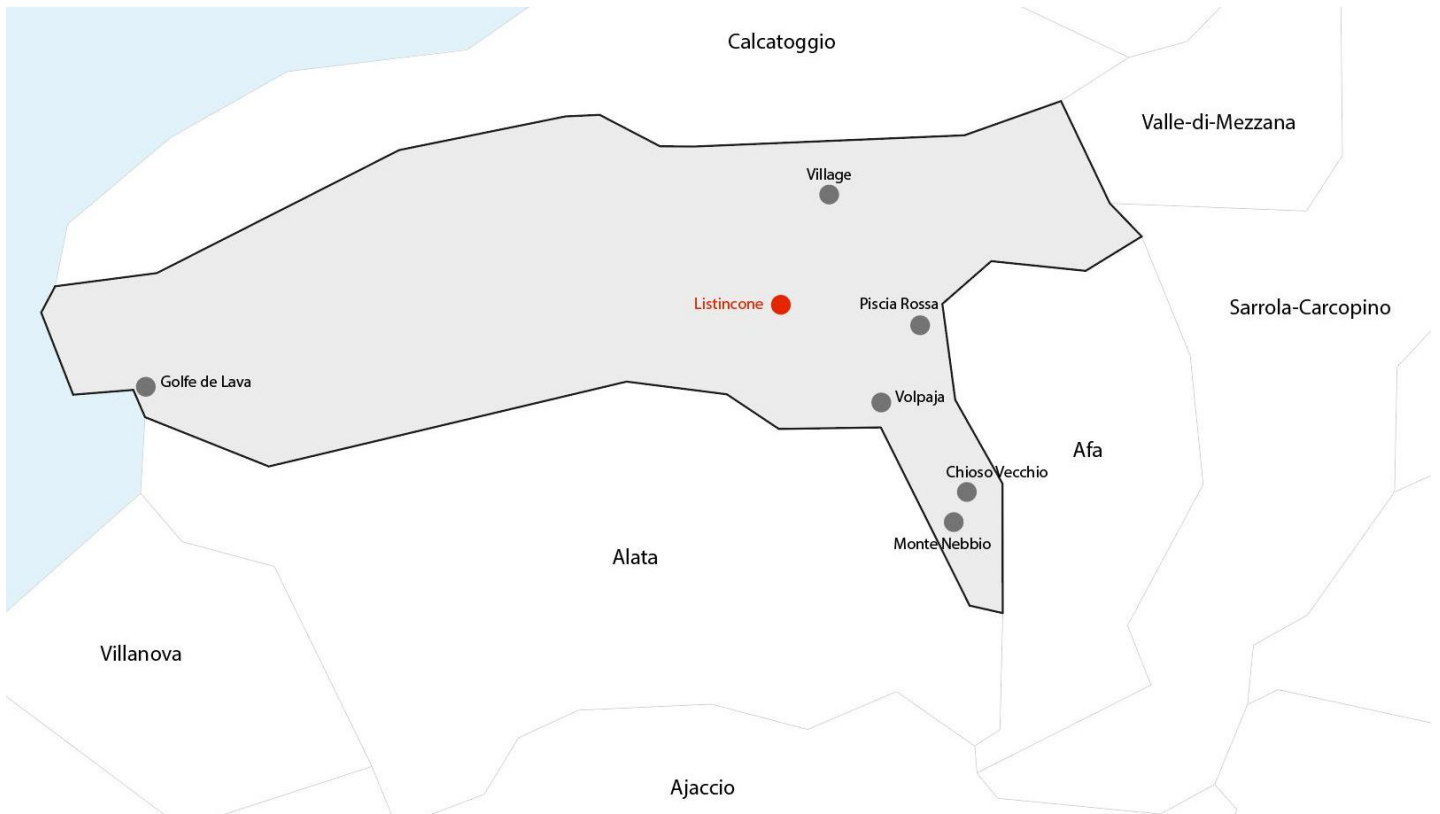 Calcatoggio
Valle-di-Mezzana
Village
Listincone
Piscia Rossa
Sarrola-Carcopino
Golfe de Lava
Volpaja
Afa
Chioso Vecchio
Monte Nebbio
Alata
Villanova
Ajaccio